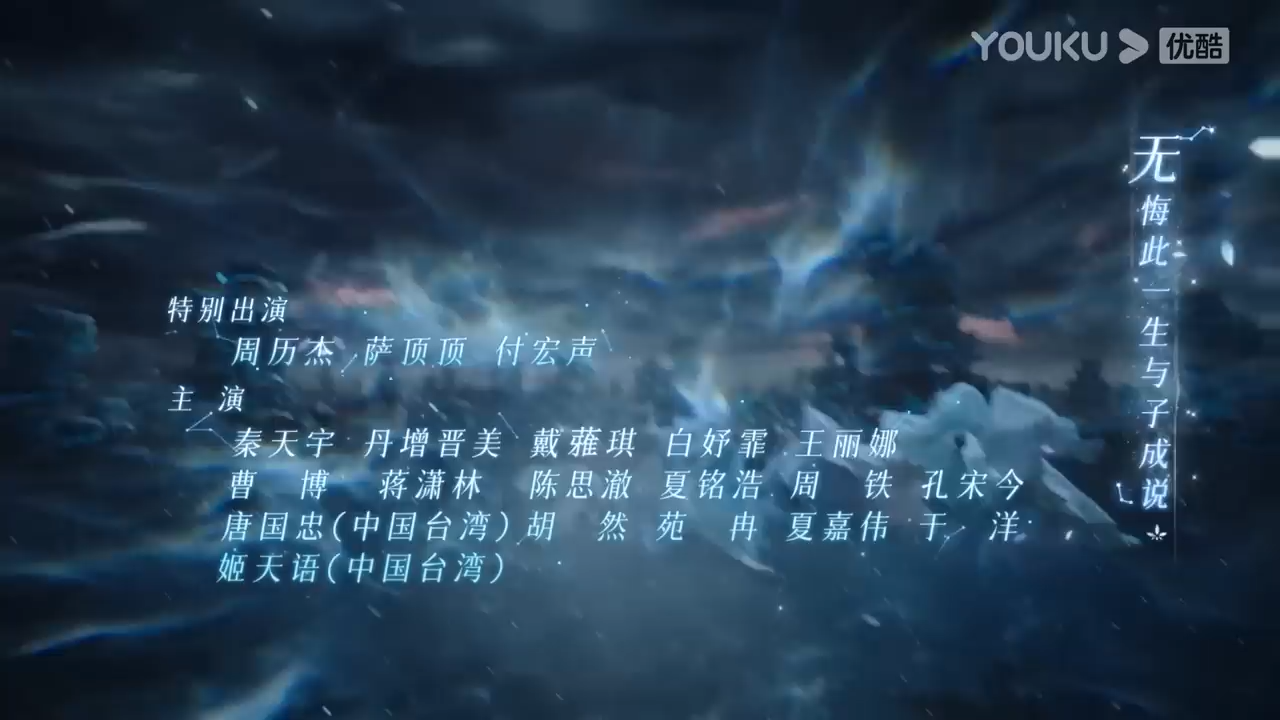 YOUKU 优酷
无悔此一生与子成说
特别出演
周历杰 萨顶顶 付宏声
主 演
秦天宇 丹增晋美 戴蕥琪 白妤霏 王丽娜
曹 博 蒋潇林 陈思澈 夏铭浩 周 铁 孔宋今
唐国忠(中国台湾) 胡 然 苑 冉 夏嘉伟 于 洋
姬天语(中国台湾)